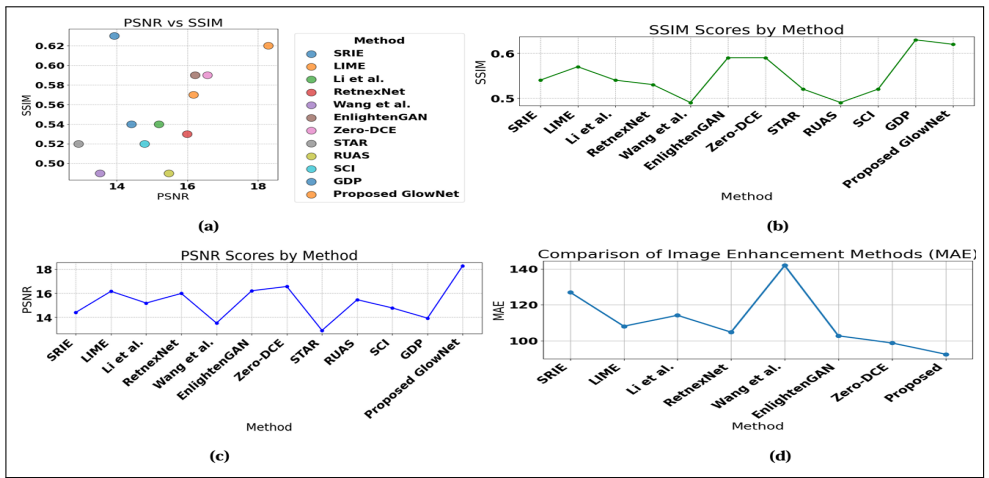 PSNR vs SSIM
SSIM
0.62
0.60
0.58
0.56
0.54
0.52
0.50
14
16
18
PSNR
Method
SRIE
LIME
Li et al.
RetnexNet
Wang et al.
EnlightenGAN
Zero-DCE
STAR
RUAS
SCI
GDP
Proposed GlowNet
(a)
SSIM Scores by Method
SSIM
0.6
0.5
SRIE
LIME
Li et al.
RetnexNet
Wang et al.
EnlightenGAN
Zero-DCE
STAR
RUAS
SCI
GDP
Proposed GlowNet
Method
(b)
PSNR Scores by Method
PSNR
18
16
14
SRIE
LIME
Li et al.
RetnexNet
Wang et al.
EnlightenGAN
Zero-DCE
STAR
RUAS
SCI
GDP
Proposed GlowNet
Method
(c)
Comparison of Image Enhancement Methods (MAE)
MAE
140
120
100
SRIE
LIME
Li et al.
RetnexNet
Wang et al.
EnlightenGAN
Zero-DCE
Proposed
Method
(d)